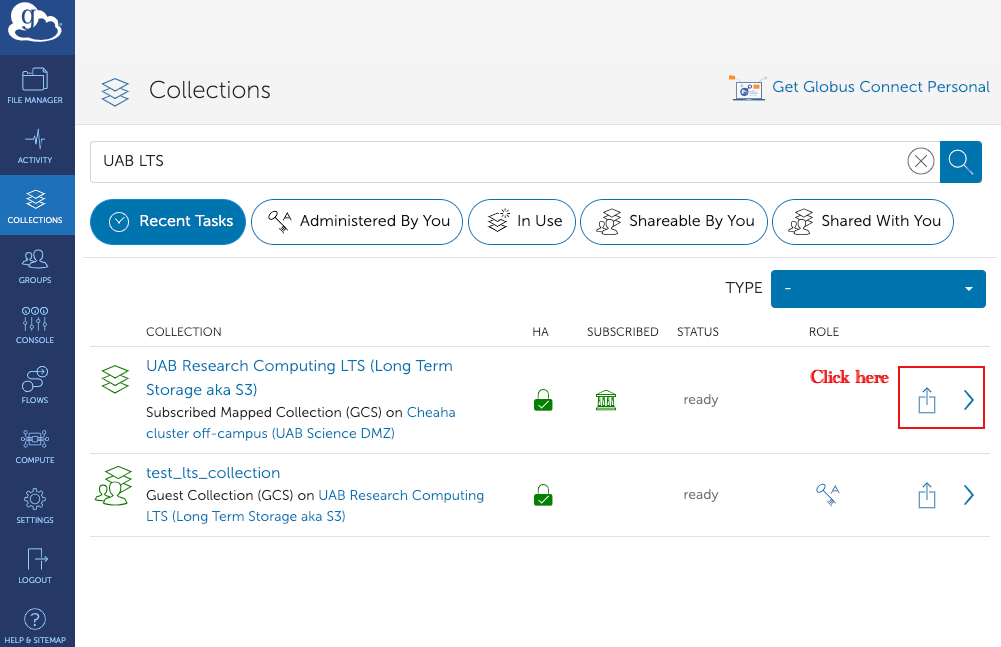 g
FILE MANAGER
ACTIVITY
COLLECTIONS
GROUPS
CONSOLE
FLOWS
COMPUTE
SETTINGS
LOGOUT
?
HELP & SITEMAP
Collections
Get Globus Connect Personal
UAB LTS
Recent Tasks
Administered By You
In Use
Shareable By You
Shared With You
TYPE -
COLLECTION HA SUBSCRIBED STATUS ROLE
UAB Research Computing LTS (Long Term
Storage aka S3)
Subscribed Mapped Collection (GCS) on Cheaha
cluster off-campus (UAB Science DMZ)
ready
Click here
test_lts_collection
Guest Collection (GCS) on UAB Research Computing
LTS (Long Term Storage aka S3)
ready